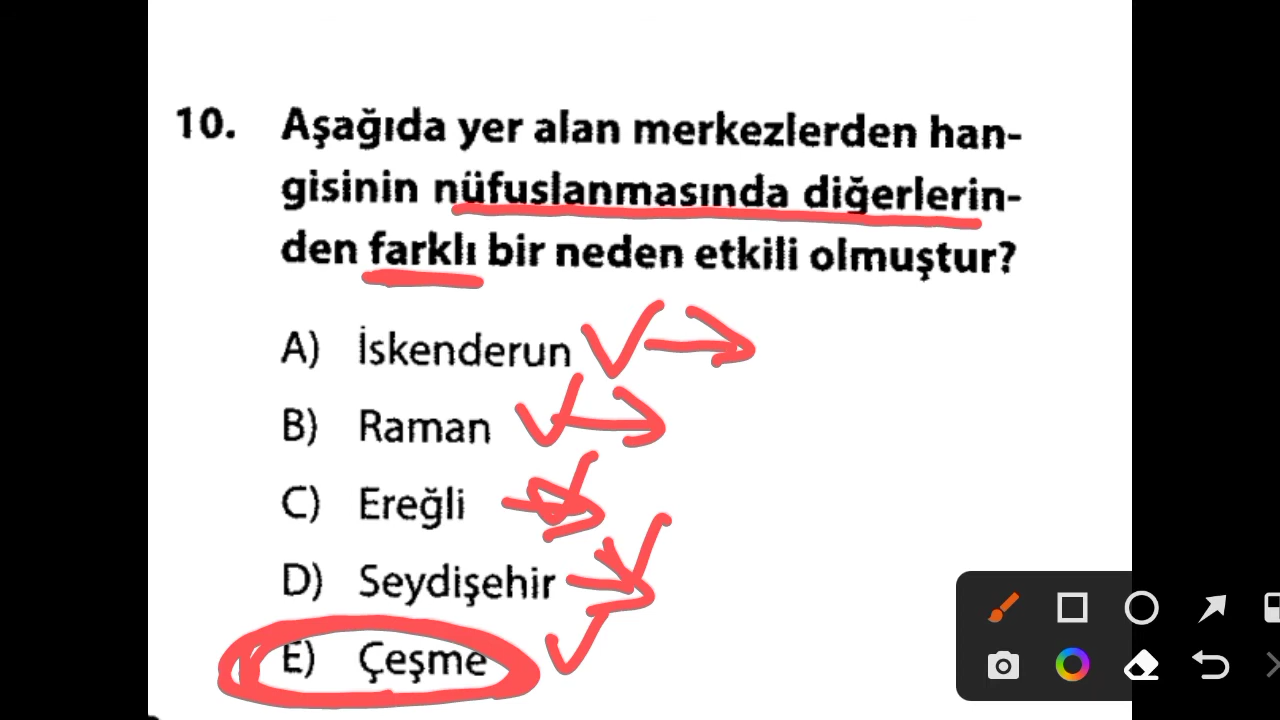 10. Aşağıda yer alan merkezlerden han-
gisinin nüfuslanmasında diğerlerin-
den farklı bir neden etkili olmuştur?
A) İskenderun
B) Raman
C) Ereğli
D) Seydişehir
E) Çeşme